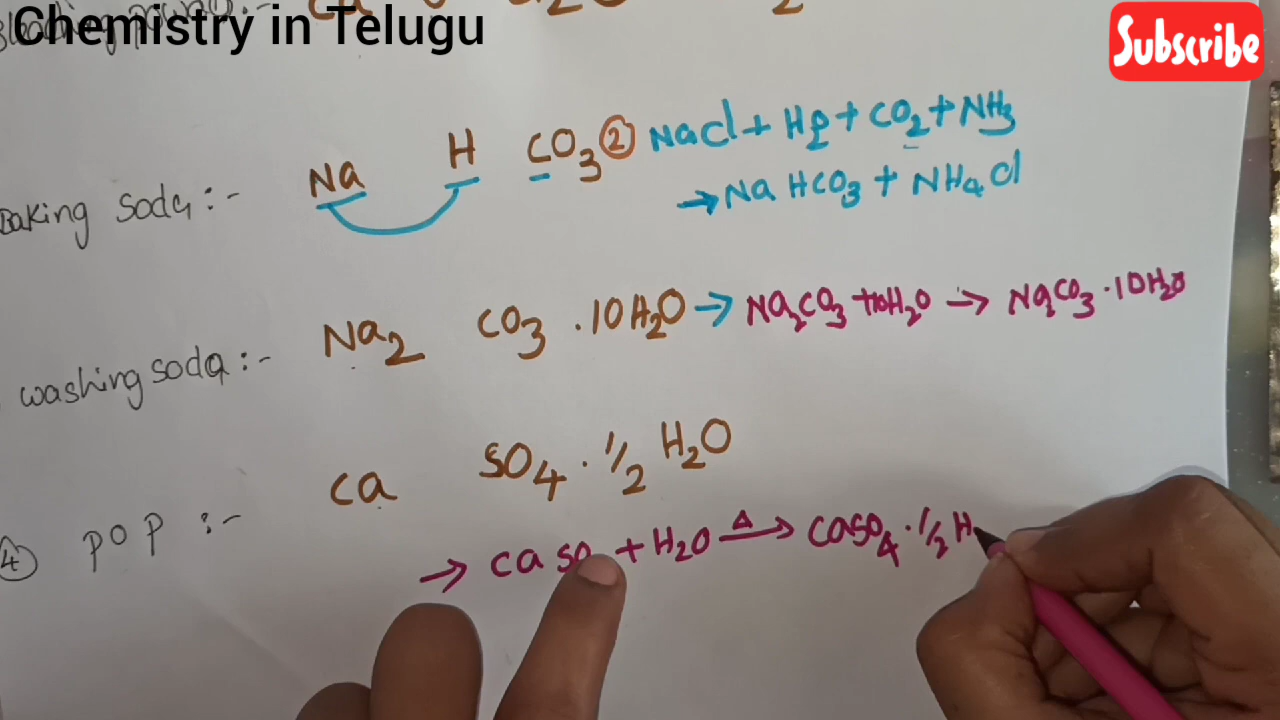 Chemistry in Telugu
Subscribe
Baking soda :- Na H CO3 ② NaCl + H2O + CO2 + NH3
→ NaHCO3 + NH4Cl
washing soda :- Na2 CO3 . 10H2O → Na2CO3 + 10H2O → Na2CO3 . 10H2O
④ POP :- Ca SO4 . 1/2 H2O
→ CaSO + H2O △→ CaSO4 . 1/2 H